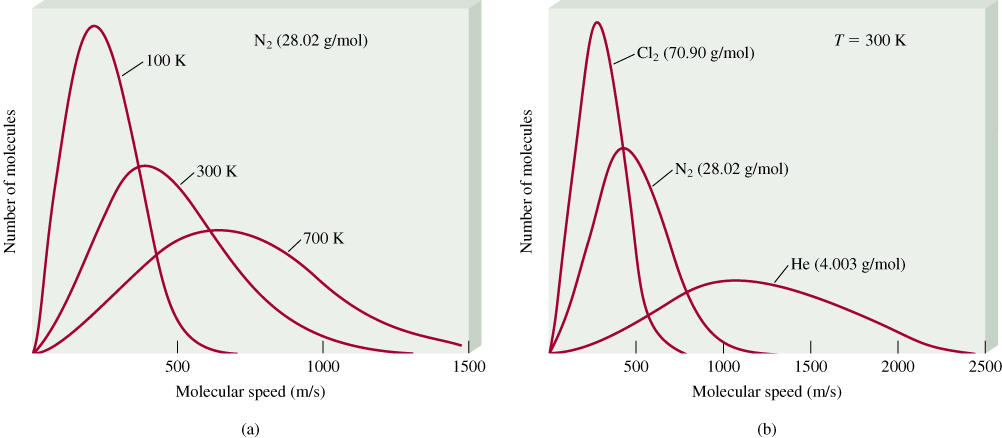 N₂ (28.02 g/mol)
100 K
300 K
700 K
Number of molecules
500
1000
1500
Molecular speed (m/s)
(a)
T = 300 K
Cl₂ (70.90 g/mol)
N₂ (28.02 g/mol)
He (4.003 g/mol)
Number of molecules
500
1000
1500
2000
2500
Molecular speed (m/s)
(b)